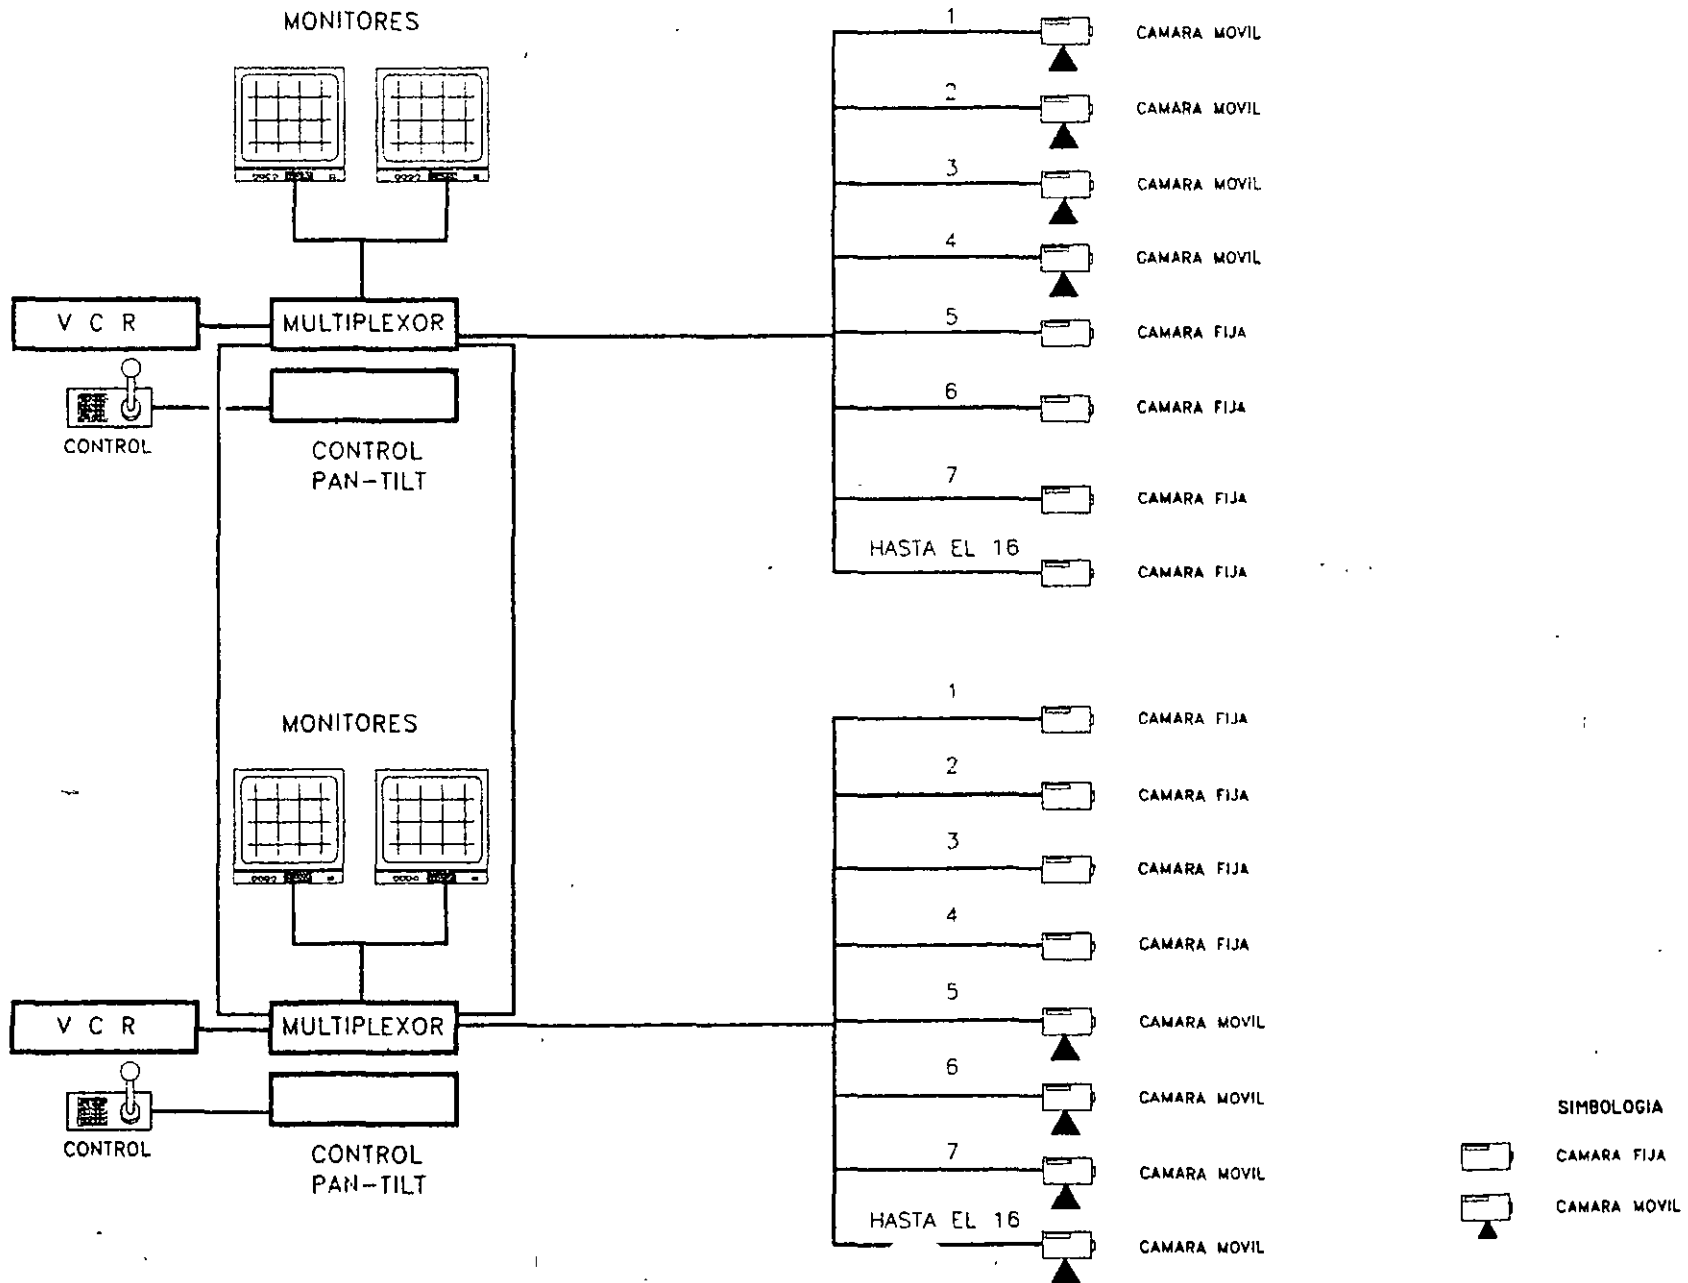 MONITORES
V C R
MULTIPLEXOR
CONTROL
CONTROL
PAN-TILT
1
CAMARA MOVIL
2
CAMARA MOVIL
3
CAMARA MOVIL
4
CAMARA MOVIL
5
CAMARA FIJA
6
CAMARA FIJA
7
CAMARA FIJA
HASTA EL 16
CAMARA FIJA
MONITORES
V C R
MULTIPLEXOR
CONTROL
CONTROL
PAN-TILT
1
CAMARA FIJA
2
CAMARA FIJA
3
CAMARA FIJA
4
CAMARA FIJA
5
CAMARA MOVIL
6
CAMARA MOVIL
7
CAMARA MOVIL
HASTA EL 16
CAMARA MOVIL
SIMBOLOGIA
CAMARA FIJA
CAMARA MOVIL